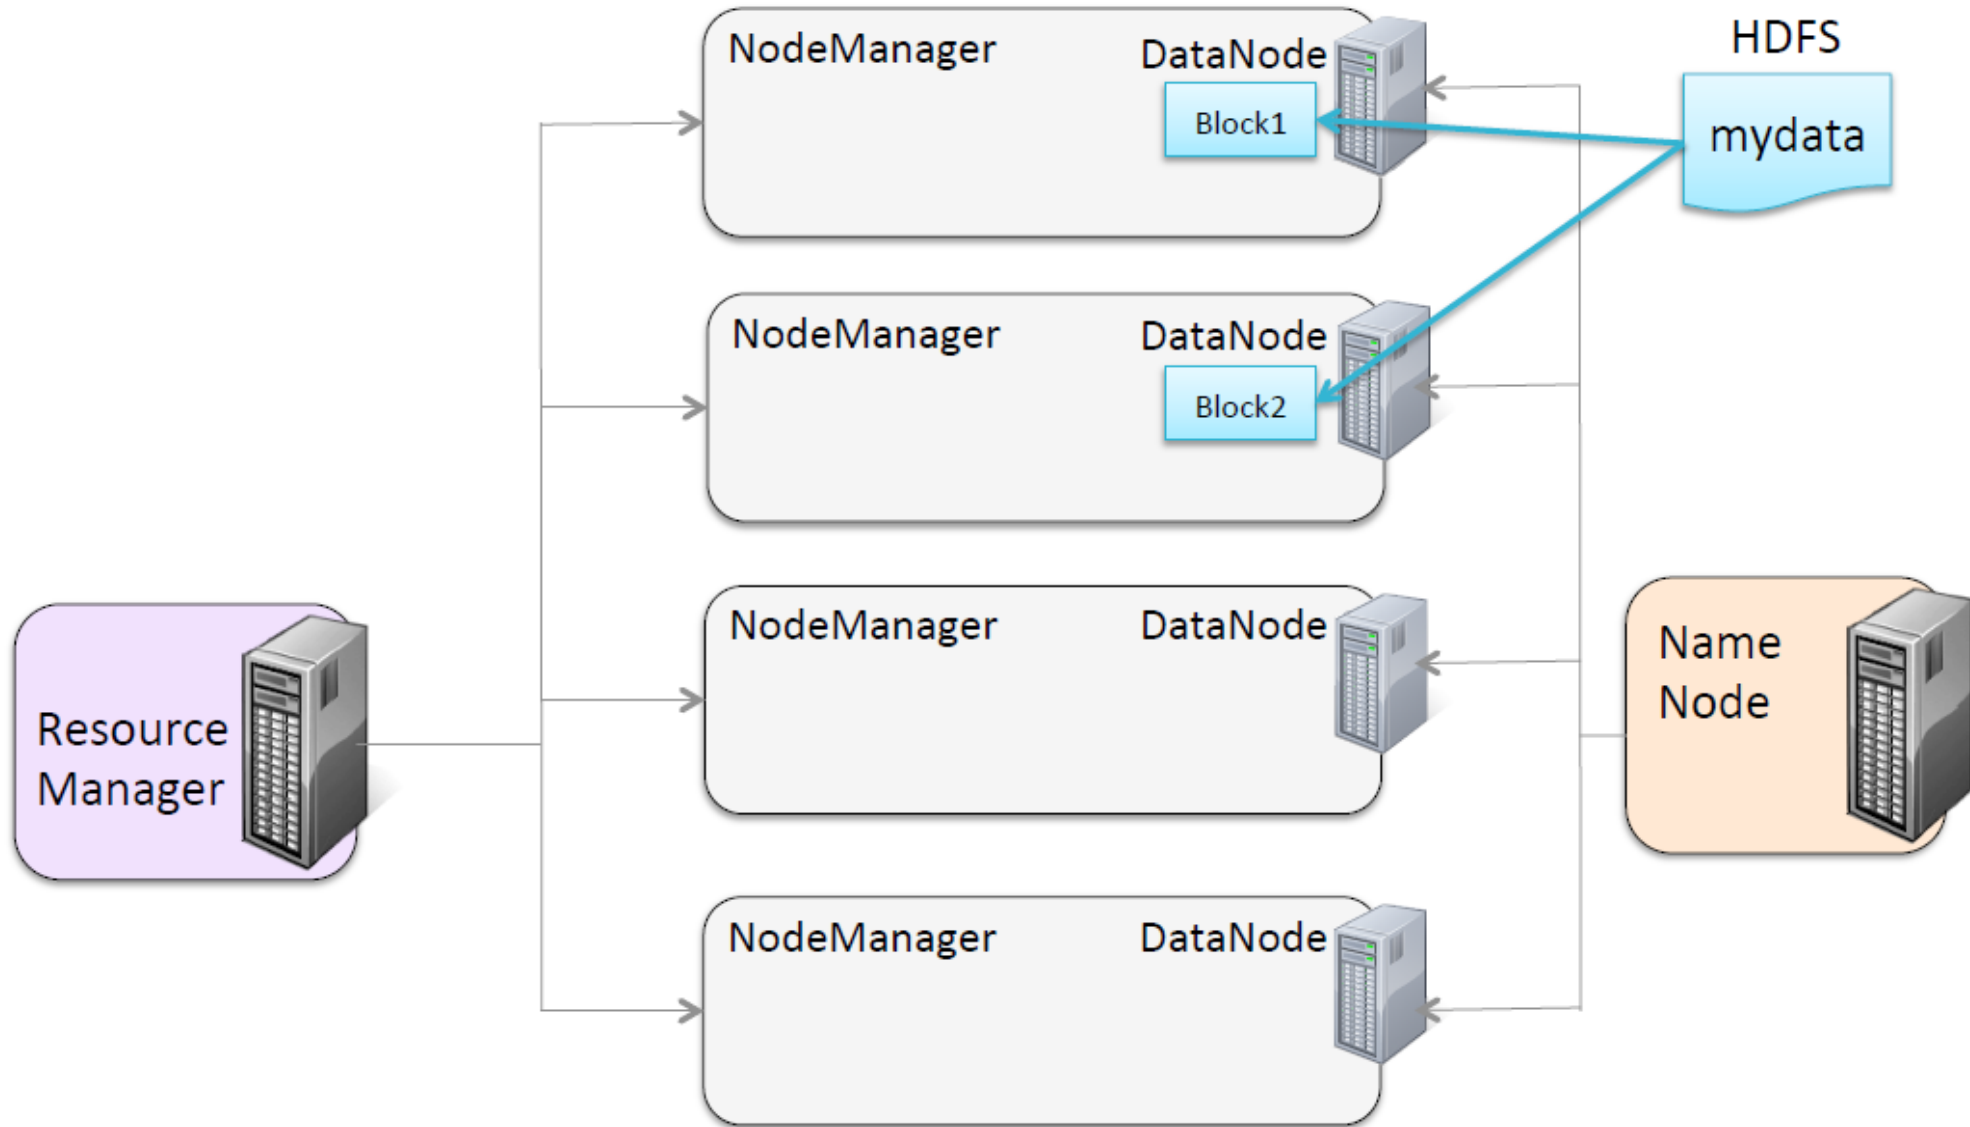 NodeManager
DataNode
Block1
HDFS
mydata
NodeManager
DataNode
Block2
NodeManager
DataNode
Resource
Manager
Name
Node
NodeManager
DataNode